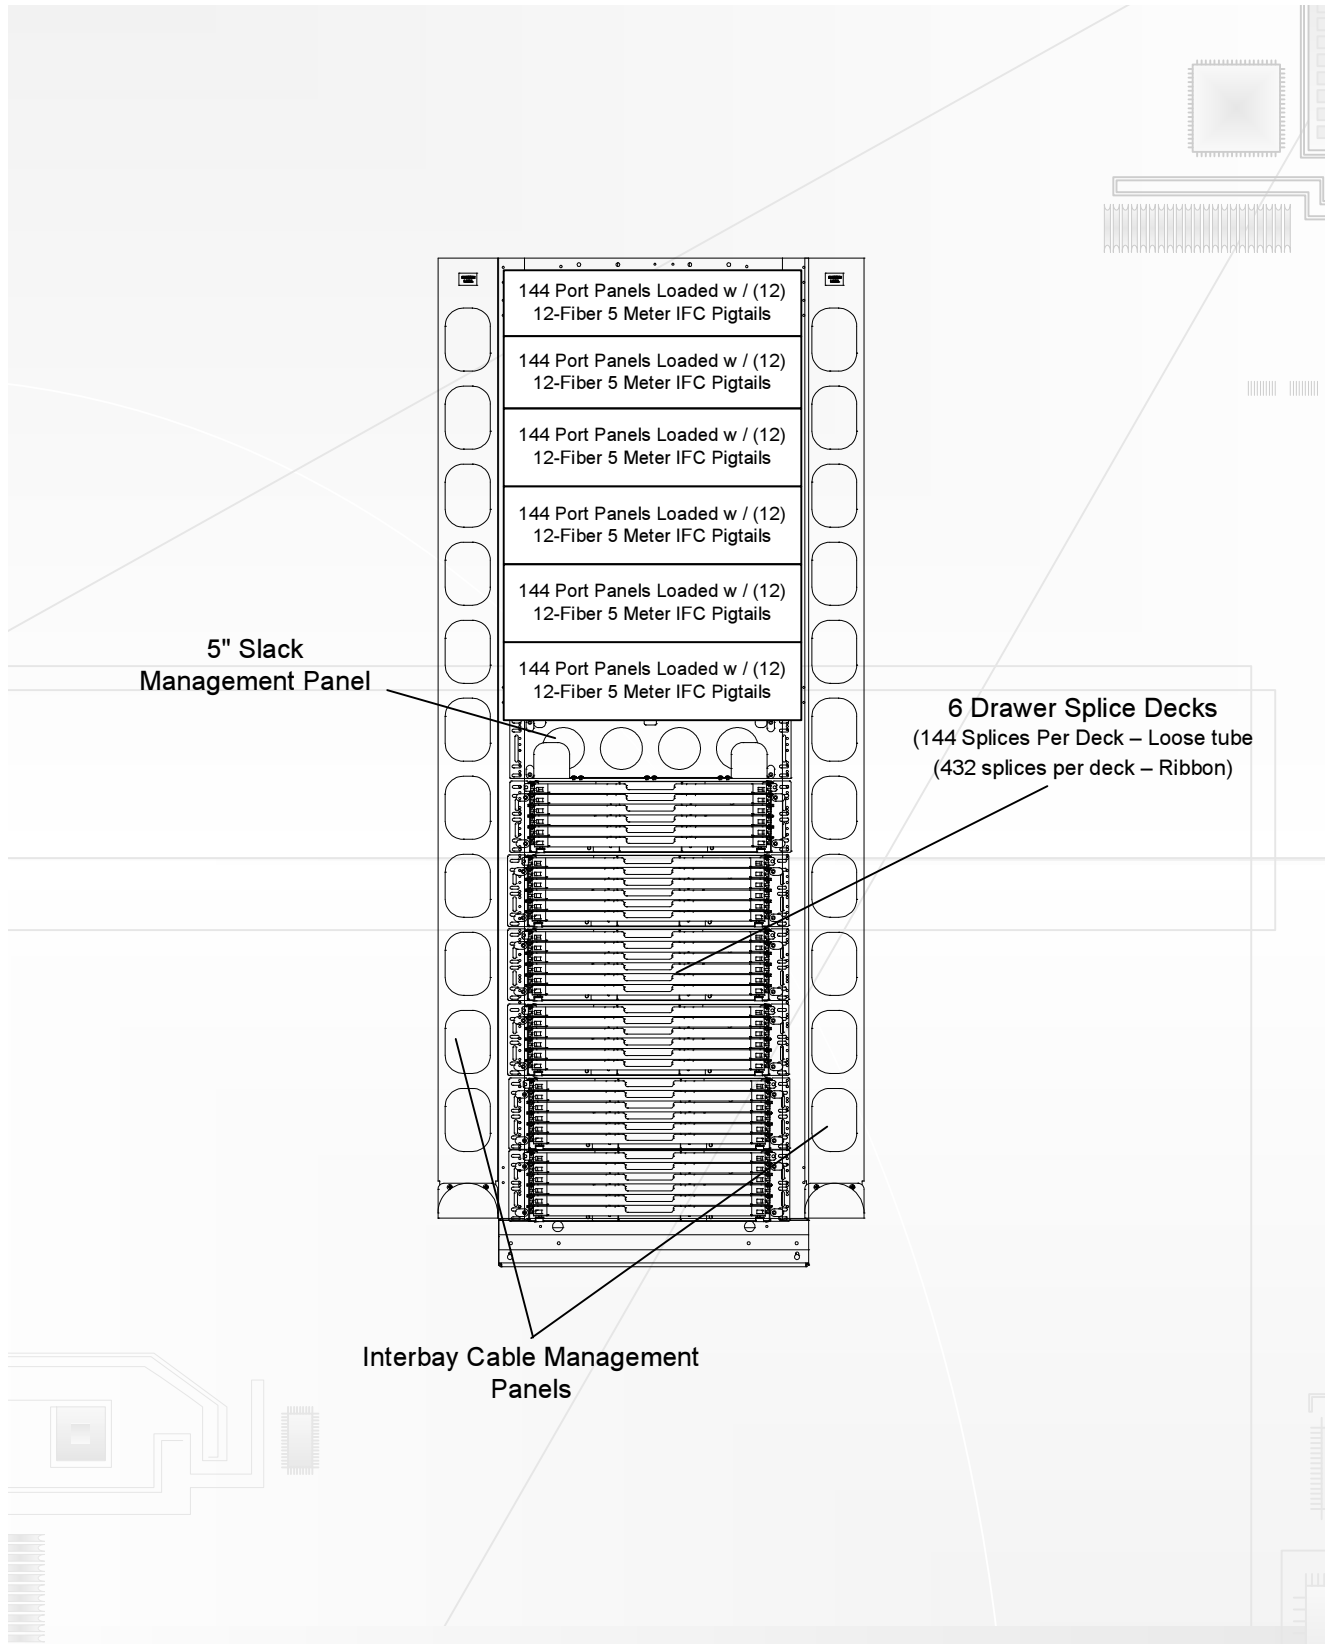 144 Port Panels Loaded w / (12)
12-Fiber 5 Meter IFC Pigtails
144 Port Panels Loaded w / (12)
12-Fiber 5 Meter IFC Pigtails
144 Port Panels Loaded w / (12)
12-Fiber 5 Meter IFC Pigtails
144 Port Panels Loaded w / (12)
12-Fiber 5 Meter IFC Pigtails
144 Port Panels Loaded w / (12)
12-Fiber 5 Meter IFC Pigtails
144 Port Panels Loaded w / (12)
12-Fiber 5 Meter IFC Pigtails
5" Slack
Management Panel
6 Drawer Splice Decks
(144 Splices Per Deck – Loose tube
(432 splices per deck – Ribbon)
Interbay Cable Management
Panels